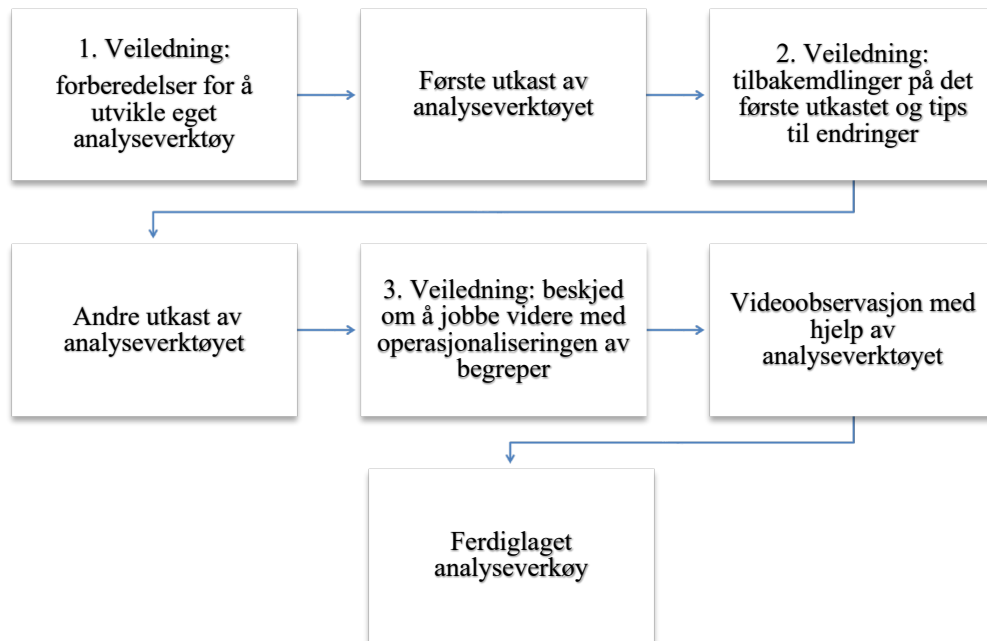 1. Veiledning:
forberedelser for å
utvikle eget
analyseverktøy
Første utkast av
analyseverktøyet
2. Veiledning:
tilbakemdlinger på det
første utkastet og tips
til endringer
Andre utkast av
analyseverktøyet
3. Veiledning: beskjed
om å jobbe videre med
operasjonaliseringen av
begreper
Videoobservasjon med
hjelp av
analyseverktøyet
Ferdiglaget
analyseverkøy